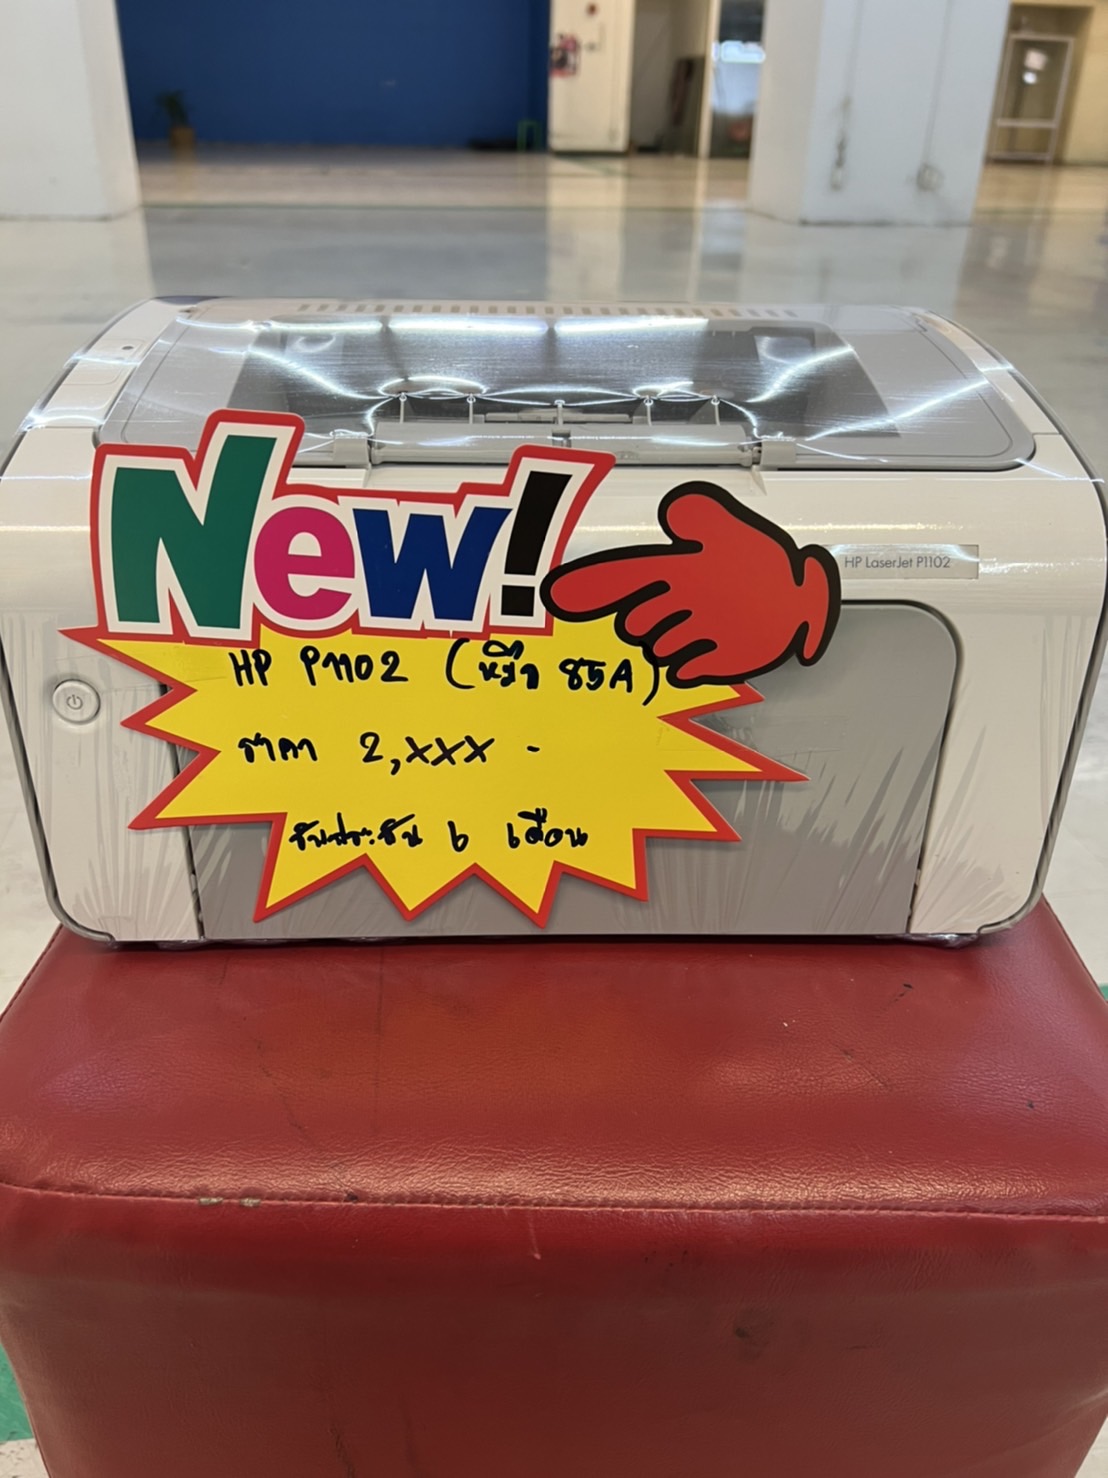 New!
HP LaserJet P1102
HP P1102 (หมึก 85A)
ราคา 2,xxx -
รับประกัน 6 เดือน